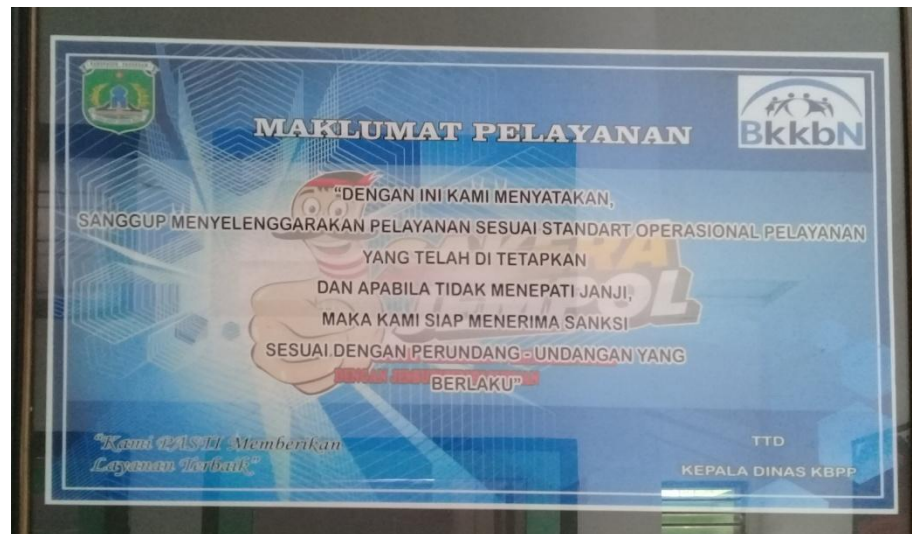 BkkbN
MAKLUMAT PELAYANAN
"DENGAN INI KAMI MENYATAKAN,
SANGGUP MENYELENGGARAKAN PELAYANAN SESUAI STANDART OPERASIONAL PELAYANAN
YANG TELAH DI TETAPKAN
DAN APABILA TIDAK MENEPATI JANJI,
MAKA KAMI SIAP MENERIMA SANKSI
SESUAI DENGAN PERUNDANG - UNDANGAN YANG
BERLAKU"
"Kami PASTI Memberikan
Layanan Terbaik"
TTD
KEPALA DINAS KBPP